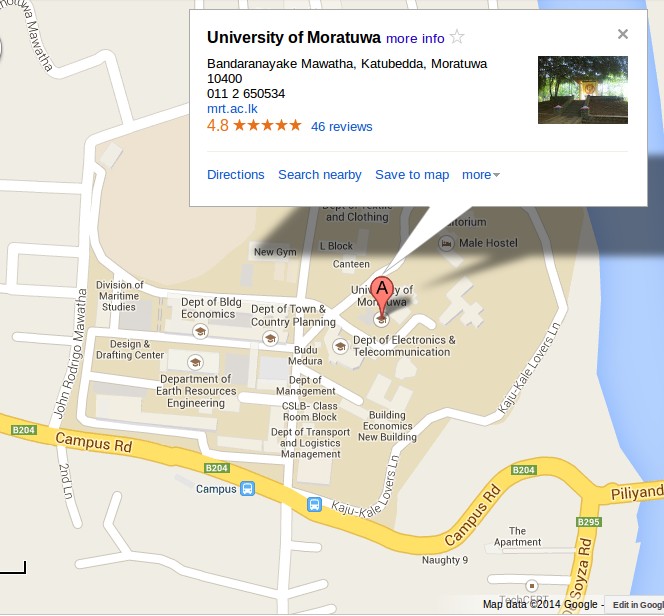 University of Moratuwa more info
Bandaranayake Mawatha, Katubedda, Moratuwa
10400
011 2 650534
mrt.ac.lk
4.8 ★★★★★ 46 reviews
Directions Search nearby Save to map more
Mawatha
and Clothing
Male Hostel
New Gym
L Block
Canteen
University of
Moratuwa
Division of
Maritime
Studies
Dept of Bldg
Economics
Dept of Town &
Country Planning
Dept of Electronics &
Telecommunication
Design &
Drafting Center
Budu
Medura
Department of
Earth Resources
Engineering
Dept of
Management
CSLB- Class
Room Block
Building
Economics
New Building
Dept of Transport
and Logistics
Management
John Rodrigo Mawatha
Kaju-Kale Lovers Ln
Kaju-Kale Lovers Ln
B204
Campus Rd
B204
B204
2nd Ln
Campus
Campus Rd
Piliyand
B295
The
Apartment
Naughty 9
Soyza Rd
TechCERT
Map data ©2014 Google -
Edit in Googl
A